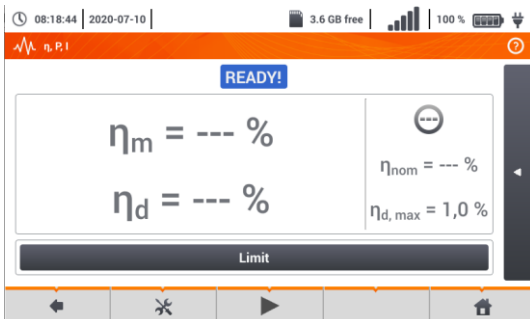 08:18:44 2020-07-10 3.6 GB free 100 %
η, P, I ?
READY!
ηm = --- %
ηd = --- %
---
ηnom = --- %
ηd, max = 1,0 %
Limit